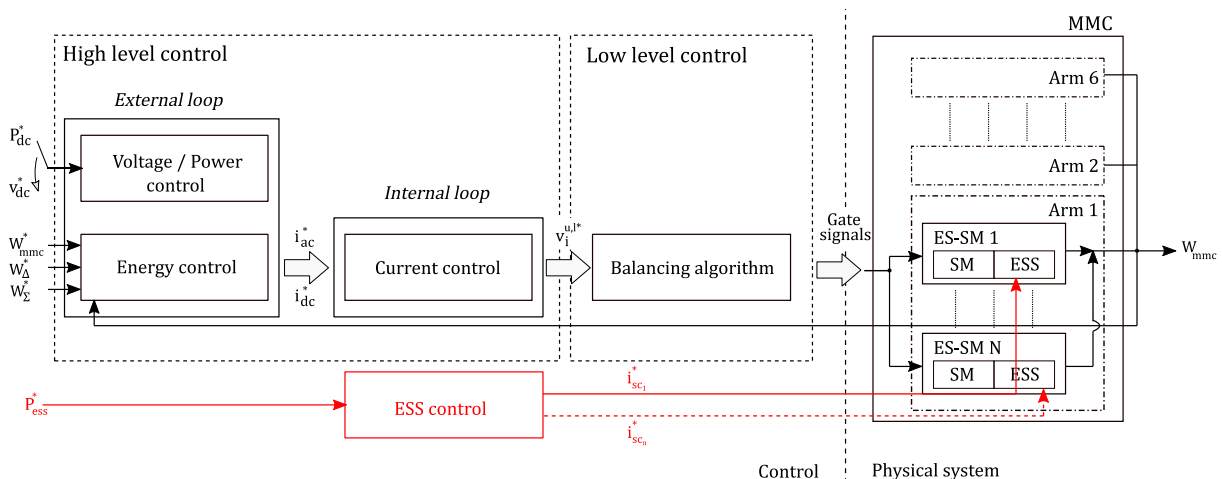 MMC
High level control
Low level control
Arm 6
External loop
P*dc
Voltage / Power
control
v*dc
Arm 2
Internal loop
Arm 1
Gate
signals
W*mmc
W*Δ
W*Σ
Energy control
i*ac
i*dc
Current control
v_i^u,l*
Balancing algorithm
ES-SM 1
SM
ESS
W_mmc
ES-SM N
SM
ESS
P*ess
ESS control
i*sc1
i*scn
Control
Physical system